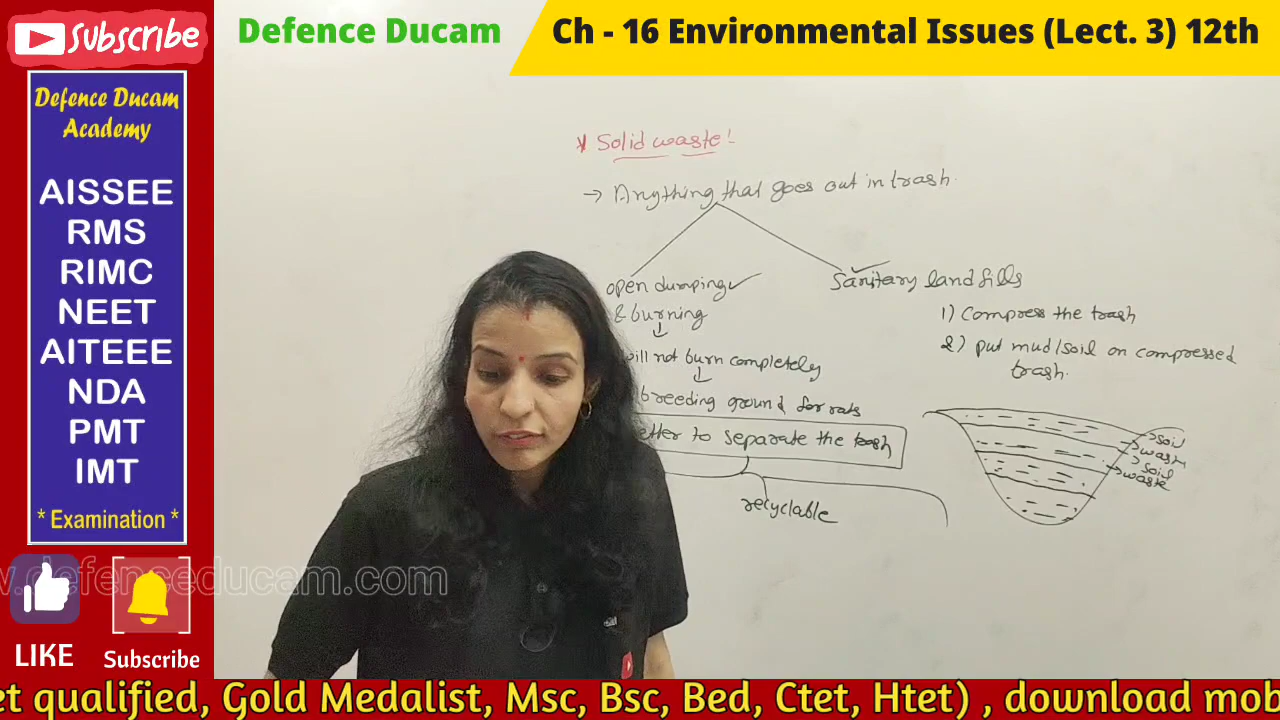 Subscribe
Defence Ducam
Ch - 16 Environmental Issues (Lect. 3) 12th
Defence Ducam
Academy
AISSEE
RMS
RIMC
NEET
AITEEE
NDA
PMT
IMT
* Examination *
LIKE
Subscribe
Solid waste!
→ Anything that goes out in trash.
open dumping ✓
& burning
↓
will not burn completely
↓
breeding ground for rats
etter to separate the trash
recyclable
Sanitary landfills
1) Compress the trash
2) put mud/soil on compressed
trash.
→ soil
→ waste
→ soil
→ waste
w.defenceducam.com
et qualified, Gold Medalist, Msc, Bsc, Bed, Ctet, Htet) , download mob